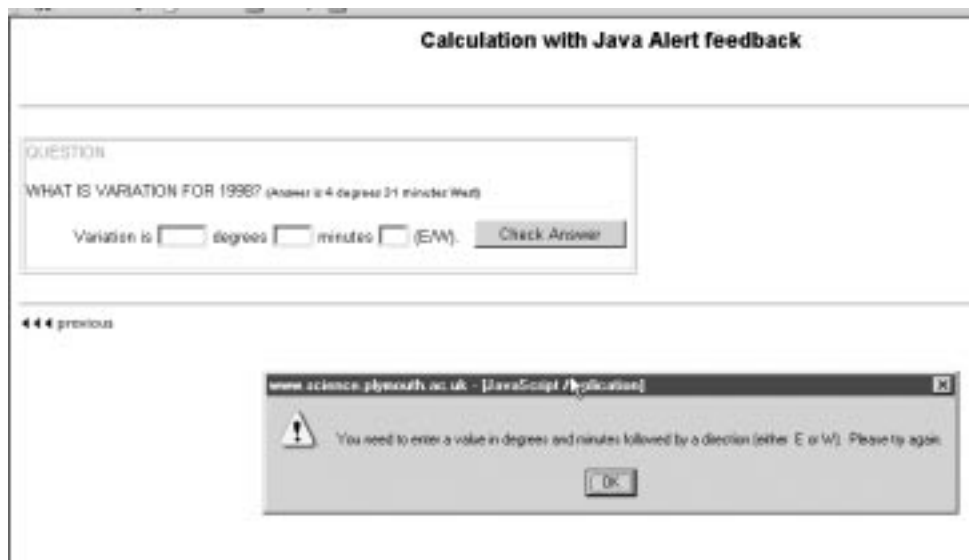 Calculation with Java Alert feedback
QUESTION
WHAT IS VARIATION FOR 1998? (Answer is 4 degrees 31 minutes West)
Variation is degrees minutes (E/W). Check Answer
previous
www.science.plymouth.ac.uk - [JavaScript Application]
You need to enter a value in degrees and minutes followed by a direction (either E or W). Please try again.
OK